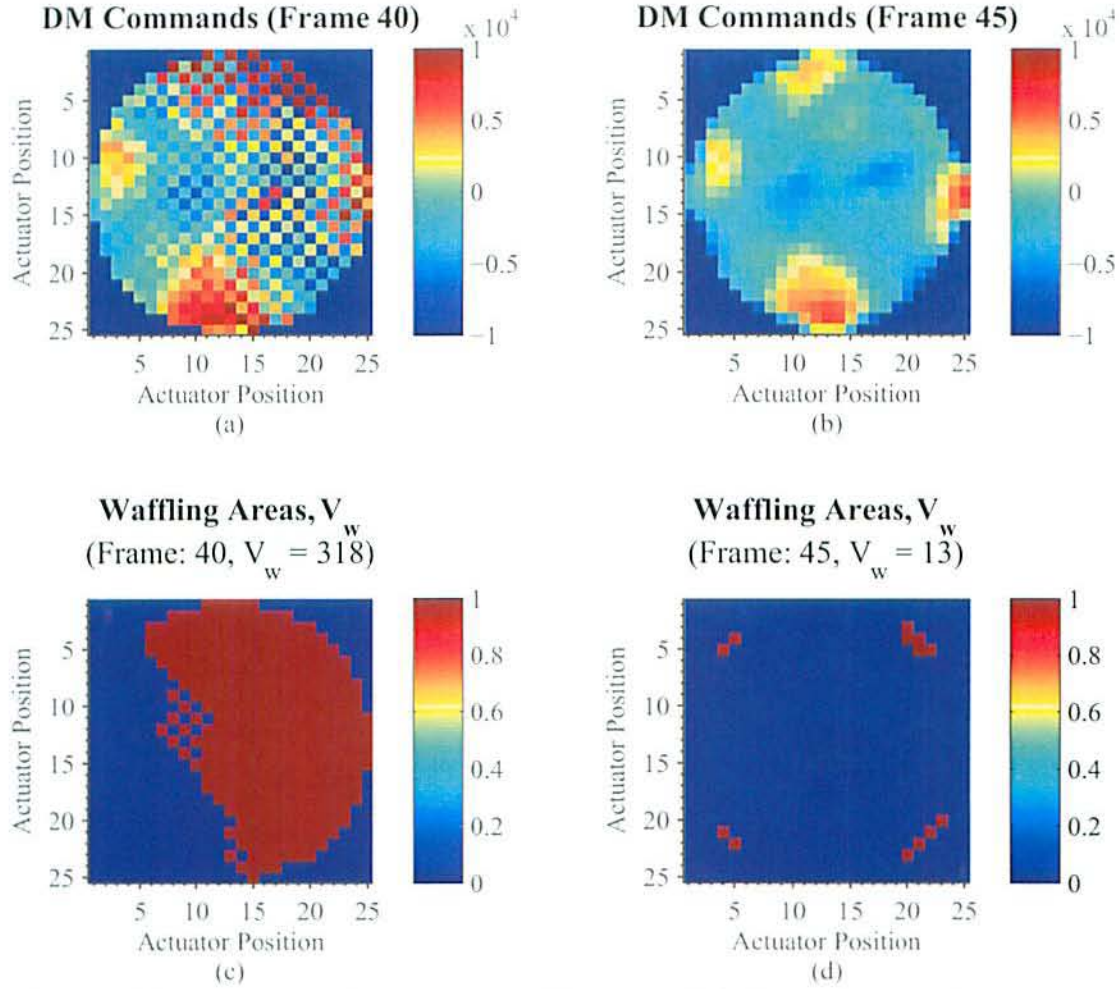 DM Commands (Frame 40)
x 10^4
1
0.5
0
−0.5
−1
5
10
15
20
25
Actuator Position
5 10 15 20 25
Actuator Position
(a)
DM Commands (Frame 45)
x 10^4
1
0.5
0
−0.5
−1
5
10
15
20
25
Actuator Position
5 10 15 20 25
Actuator Position
(b)
Waffling Areas, V_w
(Frame: 40, V_w = 318)
1
0.8
0.6
0.4
0.2
0
5
10
15
20
25
Actuator Position
5 10 15 20 25
Actuator Position
(c)
Waffling Areas, V_w
(Frame: 45, V_w = 13)
1
0.8
0.6
0.4
0.2
0
5
10
15
20
25
Actuator Position
5 10 15 20 25
Actuator Position
(d)